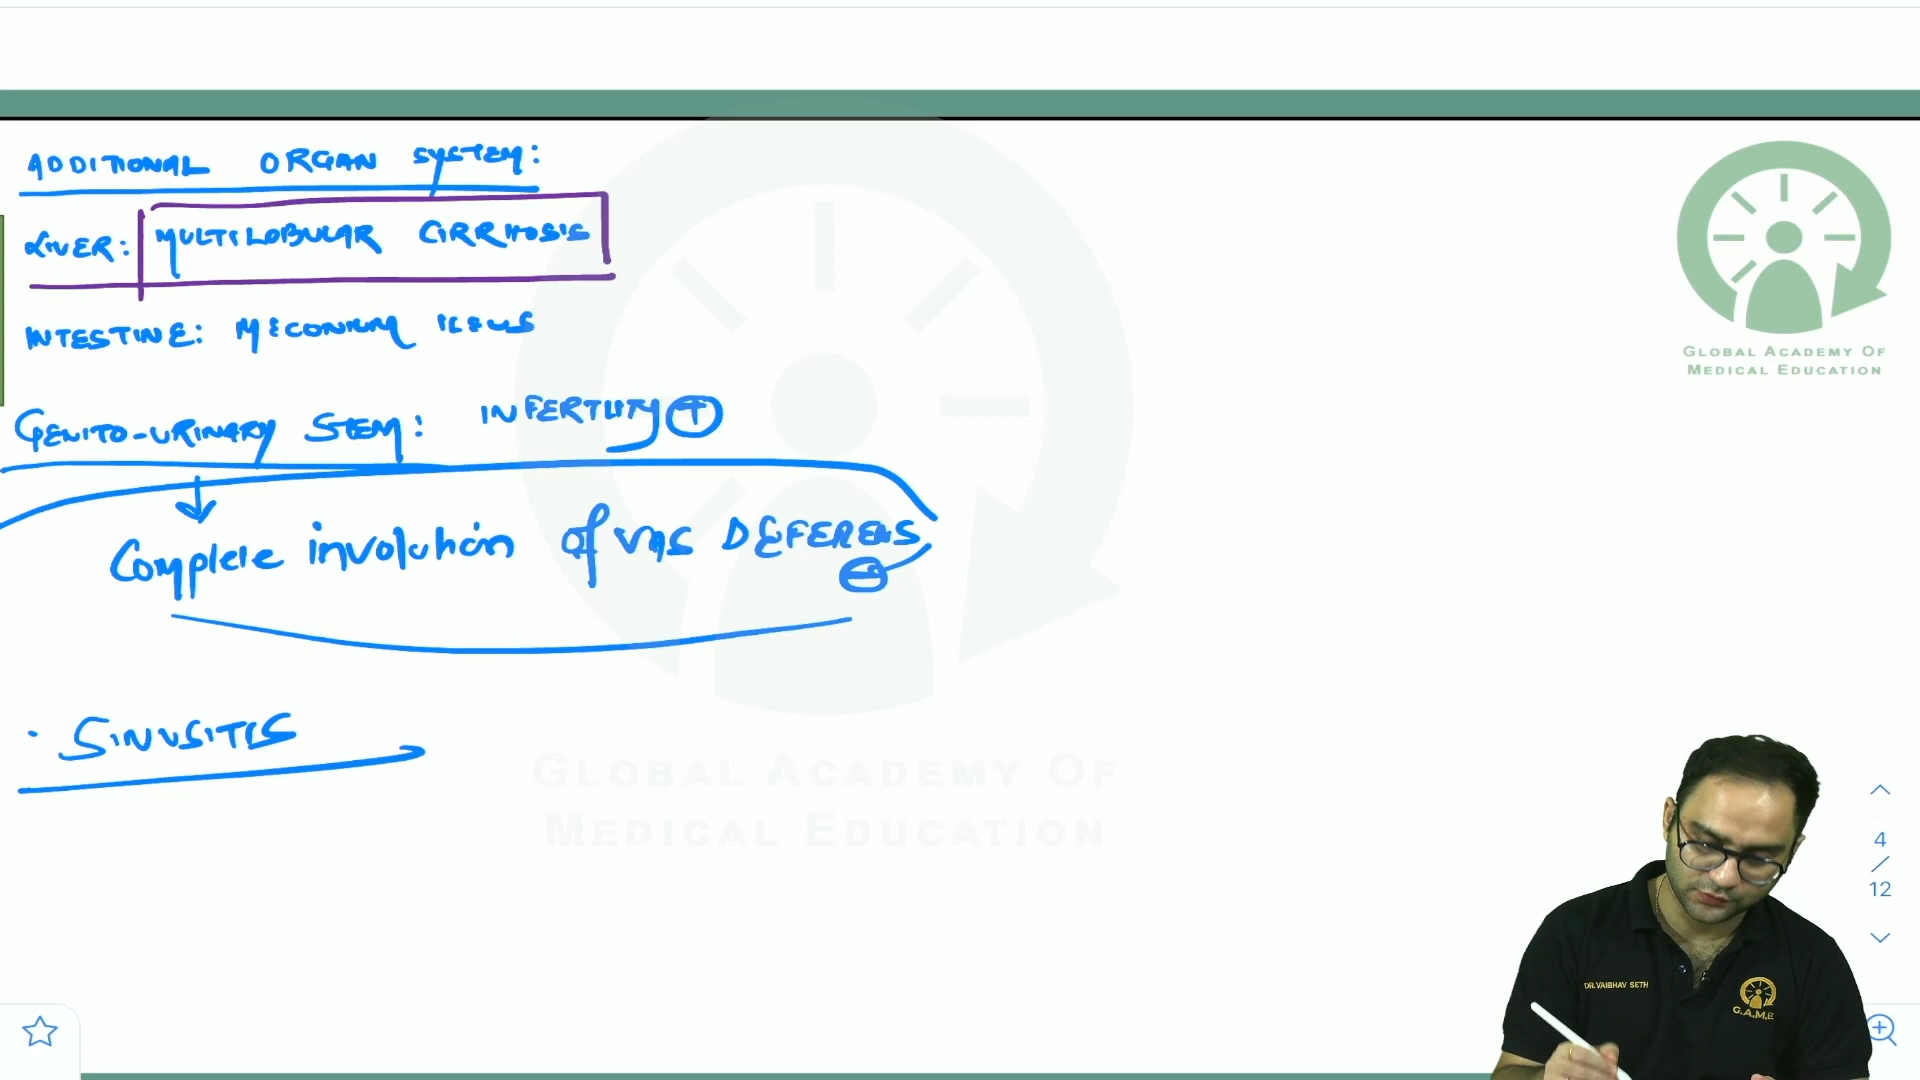 ADDITIONAL ORGAN SYSTEM:
LIVER: MULTILOBULAR CIRRHOSIS
INTESTINE: MECONIUM ILEUS
GENITO-URINARY STEM: INFERTILITY +
Complete involution of VAS DEFERENS
-
· SINUSITIS
GLOBAL ACADEMY OF
MEDICAL EDUCATION
GLOBAL ACADEMY OF
MEDICAL EDUCATION
4
/
12
DR. VAIBHAV SETH
G.A.M.E